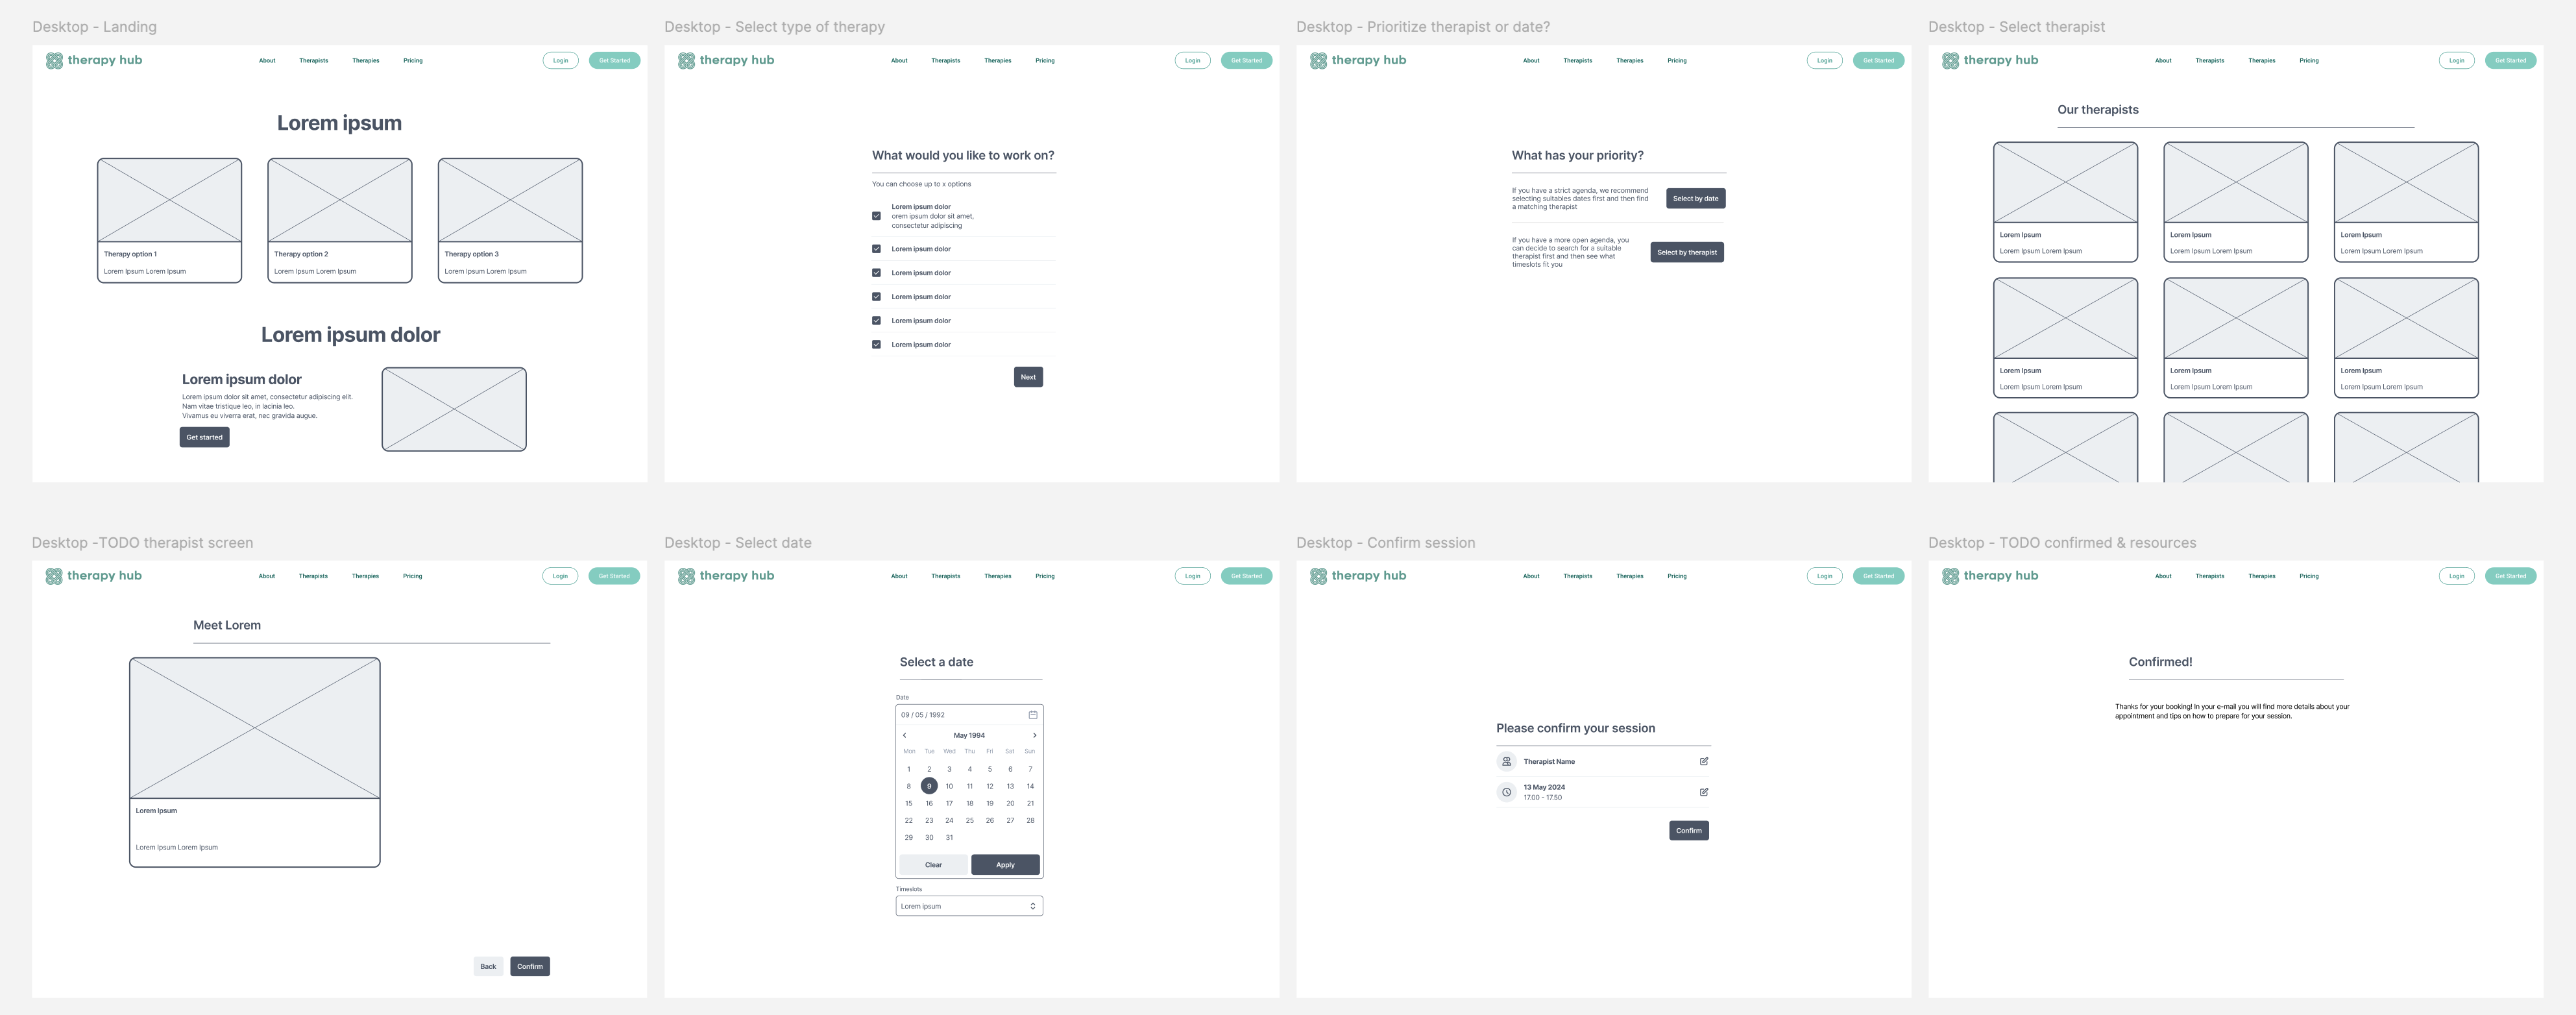 Desktop - Landing
therapy hub
About
Therapists
Therapies
Pricing
Login
Get Started
Lorem ipsum
Therapy option 1
Lorem Ipsum Lorem Ipsum
Therapy option 2
Lorem Ipsum Lorem Ipsum
Therapy option 3
Lorem Ipsum Lorem Ipsum
Lorem ipsum dolor
Lorem ipsum dolor
Lorem ipsum dolor sit amet, consectetur adipiscing elit.
Nam vitae tristique leo, in lacinia leo.
Vivamus eu viverra erat, nec gravida augue.
Get started
Desktop - Select type of therapy
therapy hub
About
Therapists
Therapies
Pricing
Login
Get Started
What would you like to work on?
You can choose up to x options
Lorem ipsum dolor
orem ipsum dolor sit amet,
consectetur adipiscing
Lorem ipsum dolor
Lorem ipsum dolor
Lorem ipsum dolor
Lorem ipsum dolor
Lorem ipsum dolor
Next
Desktop - Prioritize therapist or date?
therapy hub
About
Therapists
Therapies
Pricing
Login
Get Started
What has your priority?
If you have a strict agenda, we recommend
selecting suitables dates first and then find
a matching therapist
Select by date
If you have a more open agenda, you
can decide to search for a suitable
therapist first and then see what
timeslots fit you
Select by therapist
Desktop - Select therapist
therapy hub
About
Therapists
Therapies
Pricing
Login
Get Started
Our therapists
Lorem Ipsum
Lorem Ipsum Lorem Ipsum
Lorem Ipsum
Lorem Ipsum Lorem Ipsum
Lorem Ipsum
Lorem Ipsum Lorem Ipsum
Lorem Ipsum
Lorem Ipsum Lorem Ipsum
Lorem Ipsum
Lorem Ipsum Lorem Ipsum
Lorem Ipsum
Lorem Ipsum Lorem Ipsum
Desktop -TODO therapist screen
therapy hub
About
Therapists
Therapies
Pricing
Login
Get Started
Meet Lorem
Lorem Ipsum
Lorem Ipsum Lorem Ipsum
Back
Confirm
Desktop - Select date
therapy hub
About
Therapists
Therapies
Pricing
Login
Get Started
Select a date
Date
09 / 05 / 1992
May 1994
Mon Tue Wed Thu Fri Sat Sun
1 2 3 4 5 6 7
8 9 10 11 12 13 14
15 16 17 18 19 20 21
22 23 24 25 26 27 28
29 30 31
Clear
Apply
Timeslots
Lorem ipsum
Desktop - Confirm session
therapy hub
About
Therapists
Therapies
Pricing
Login
Get Started
Please confirm your session
Therapist Name
13 May 2024
17.00 - 17.50
Confirm
Desktop - TODO confirmed & resources
therapy hub
About
Therapists
Therapies
Pricing
Login
Get Started
Confirmed!
Thanks for your booking! In your e-mail you will find more details about your
appointment and tips on how to prepare for your session.